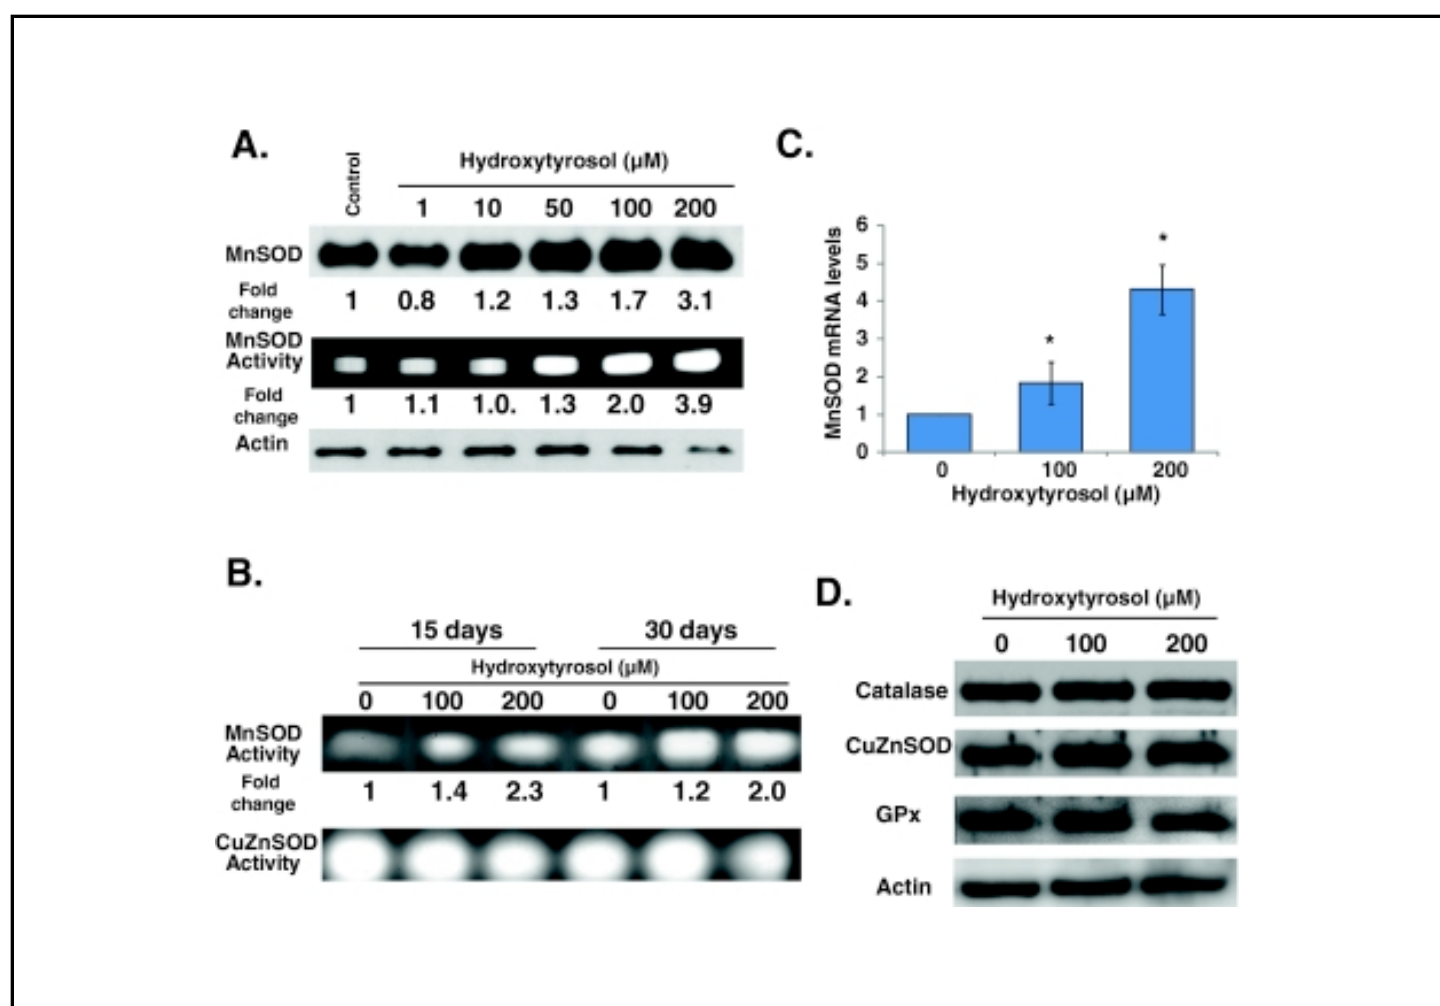 A.
Control
Hydroxytyrosol (µM)
1 10 50 100 200
MnSOD
Fold
change
1 0.8 1.2 1.3 1.7 3.1
MnSOD
Activity
Fold
change
1 1.1 1.0. 1.3 2.0 3.9
Actin
B.
15 days 30 days
Hydroxytyrosol (µM)
0 100 200 0 100 200
MnSOD
Activity
Fold
change
1 1.4 2.3 1 1.2 2.0
CuZnSOD
Activity
C.
MnSOD mRNA levels
6
5
4
3
2
1
0
* *
0 100 200
Hydroxytyrosol (µM)
D.
Hydroxytyrosol (µM)
0 100 200
Catalase
CuZnSOD
GPx
Actin